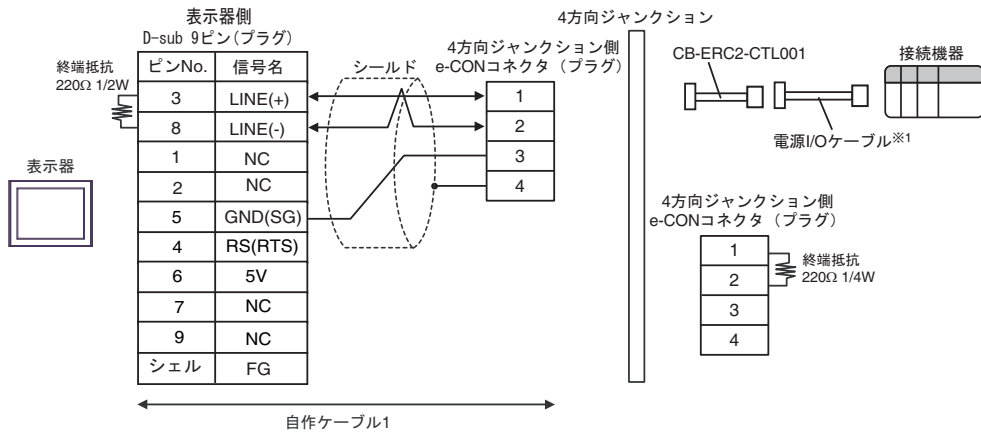 表示器側
D-sub 9ピン(プラグ)
ピンNo. 信号名
3 LINE(+)
8 LINE(-)
1 NC
2 NC
5 GND(SG)
4 RS(RTS)
6 5V
7 NC
9 NC
シェル FG
終端抵抗
220Ω 1/2W
表示器
シールド
4方向ジャンクション側
e-CONコネクタ（プラグ）
1
2
3
4
自作ケーブル1
4方向ジャンクション
CB-ERC2-CTL001
接続機器
電源I/Oケーブル※1
4方向ジャンクション側
e-CONコネクタ（プラグ）
1
2
3
4
終端抵抗
220Ω 1/4W